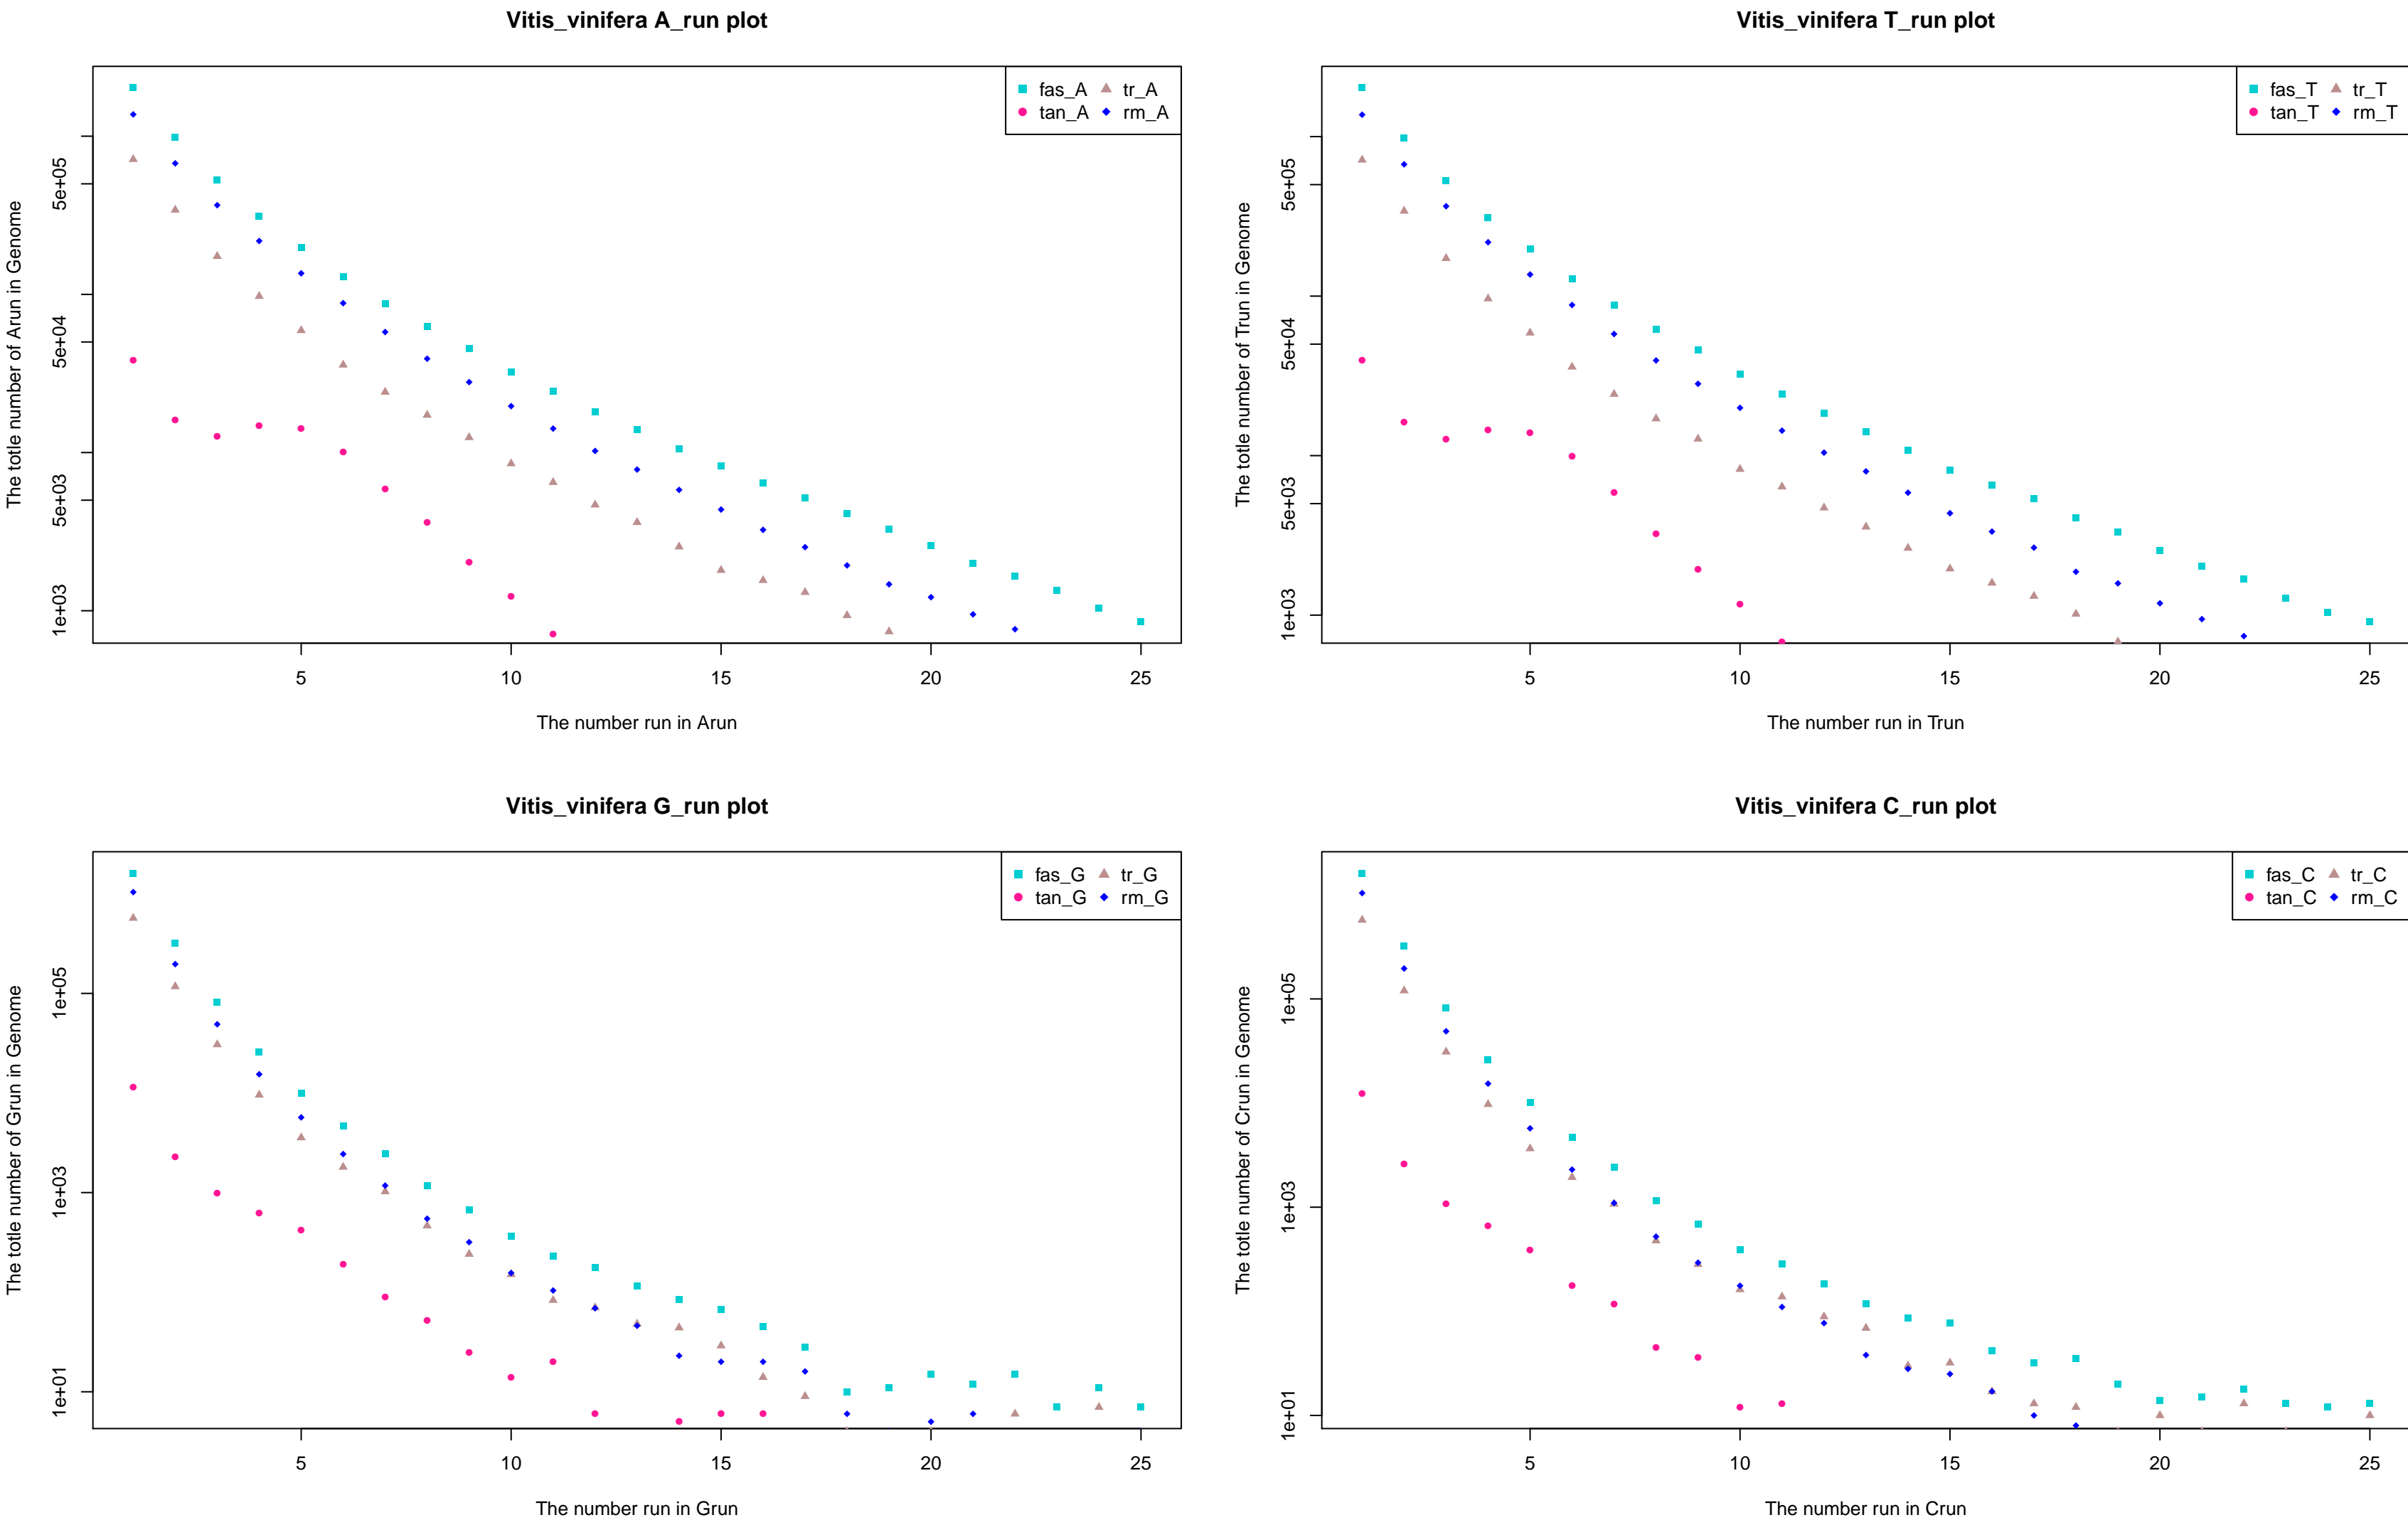 Vitis_vinifera A_run plot
The totle number of Arun in Genome
5e+05
5e+04
5e+03
1e+03
fas_A tr_A
tan_A rm_A
5 10 15 20 25
The number run in Arun
Vitis_vinifera T_run plot
The totle number of Trun in Genome
5e+05
5e+04
5e+03
1e+03
fas_T tr_T
tan_T rm_T
5 10 15 20 25
The number run in Trun
Vitis_vinifera G_run plot
The totle number of Grun in Genome
1e+05
1e+03
1e+01
fas_G tr_G
tan_G rm_G
5 10 15 20 25
The number run in Grun
Vitis_vinifera C_run plot
The totle number of Crun in Genome
1e+05
1e+03
1e+01
fas_C tr_C
tan_C rm_C
5 10 15 20 25
The number run in Crun